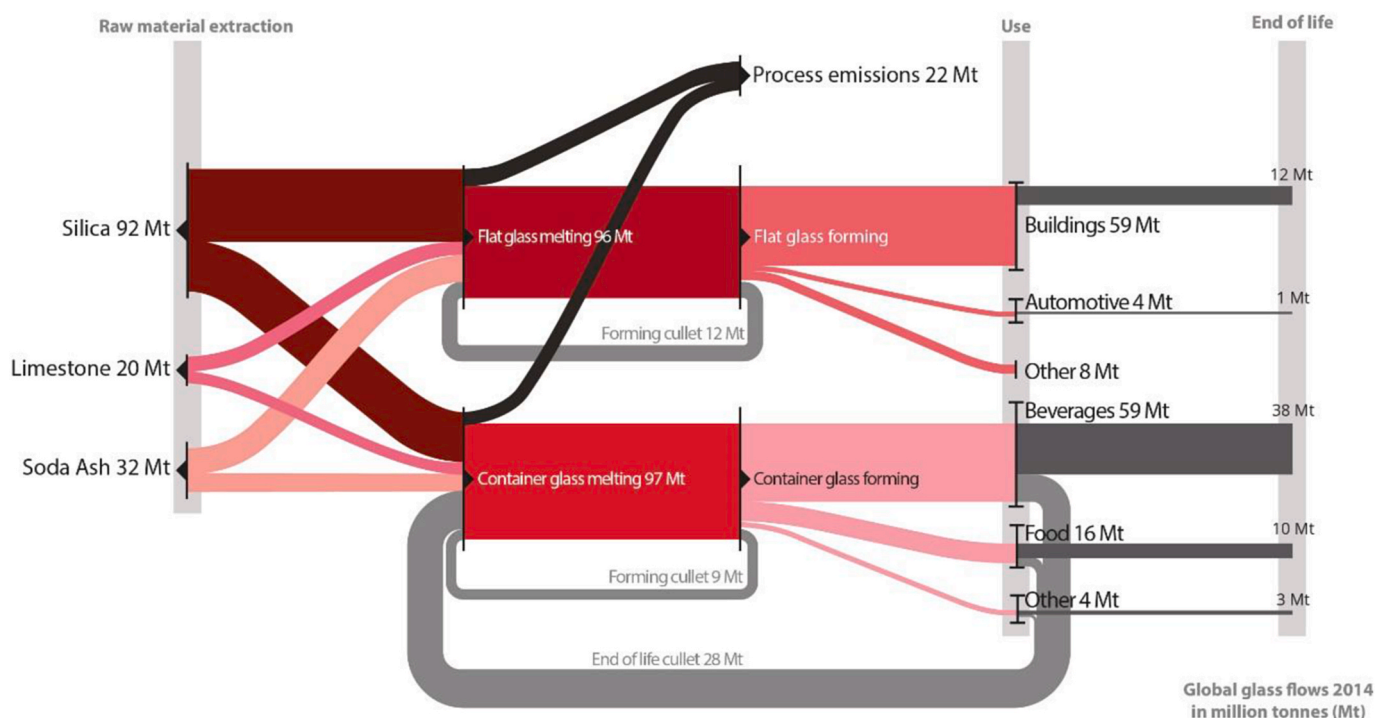 Raw material extraction
Use
End of life
Process emissions 22 Mt
12 Mt
Silica 92 Mt
Flat glass melting 96 Mt
Flat glass forming
Buildings 59 Mt
Automotive 4 Mt
1 Mt
Forming cullet 12 Mt
Limestone 20 Mt
Other 8 Mt
Beverages 59 Mt
38 Mt
Soda Ash 32 Mt
Container glass melting 97 Mt
Container glass forming
Food 16 Mt
10 Mt
Forming cullet 9 Mt
Other 4 Mt
3 Mt
End of life cullet 28 Mt
Global glass flows 2014
in million tonnes (Mt)